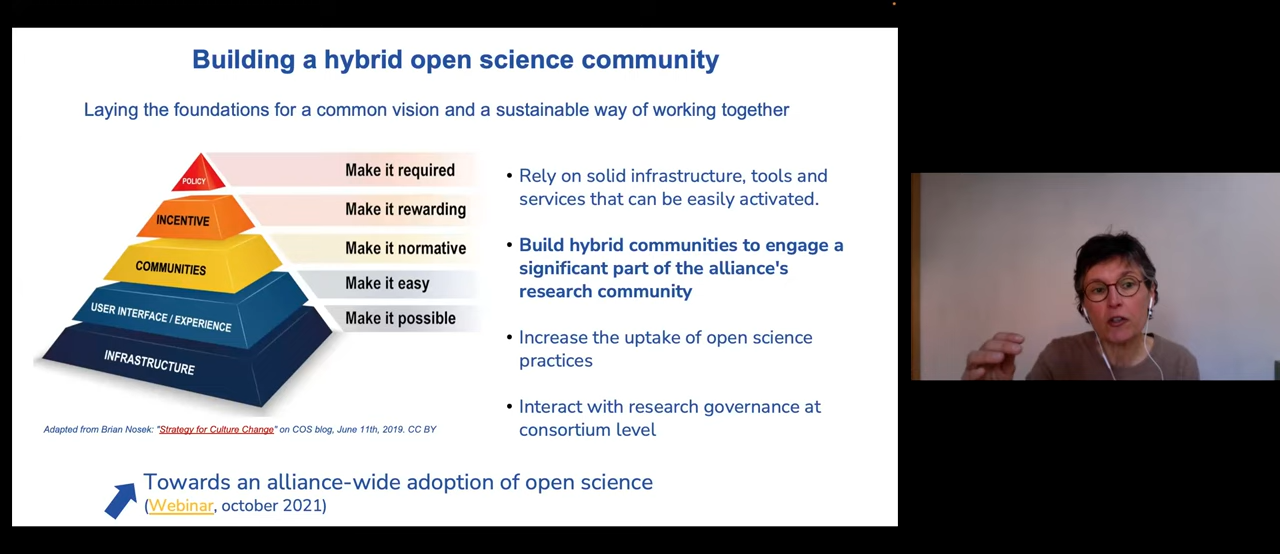 Building a hybrid open science community
Laying the foundations for a common vision and a sustainable way of working together
POLICY
Make it required
INCENTIVE
Make it rewarding
COMMUNITIES
Make it normative
USER INTERFACE / EXPERIENCE
Make it easy
INFRASTRUCTURE
Make it possible
Adapted from Brian Nosek: "Strategy for Culture Change" on COS blog, June 11th, 2019. CC BY
• Rely on solid infrastructure, tools and
services that can be easily activated.
• Build hybrid communities to engage a
significant part of the alliance's
research community
• Increase the uptake of open science
practices
• Interact with research governance at
consortium level
Towards an alliance-wide adoption of open science
(Webinar, october 2021)